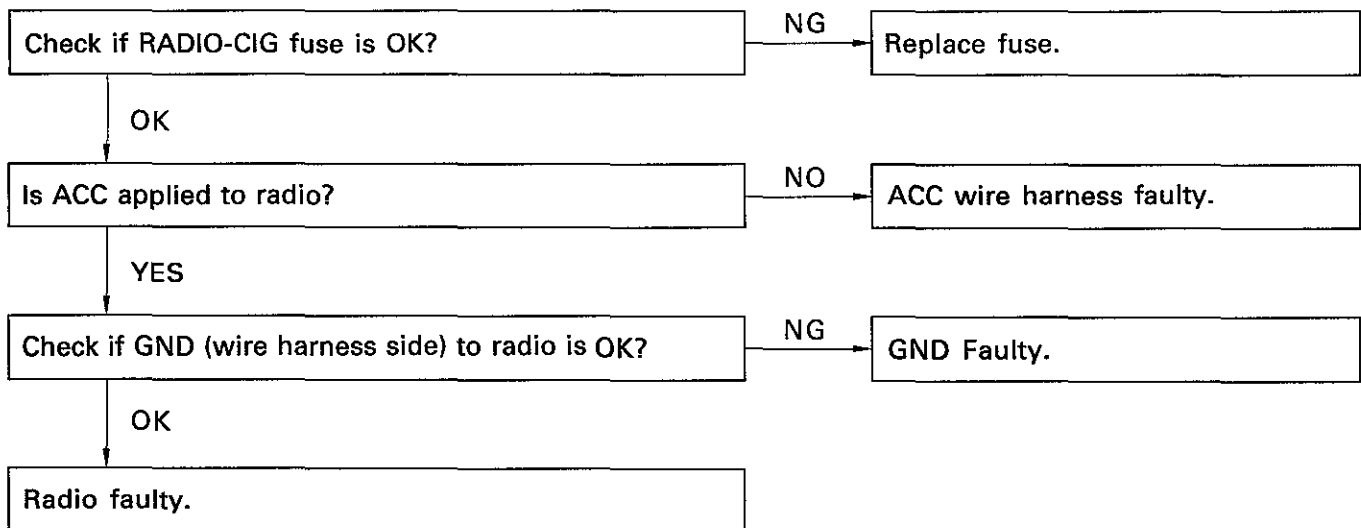 Check if RADIO-CIG fuse is OK?
NG
Replace fuse.
OK
Is ACC applied to radio?
NO
ACC wire harness faulty.
YES
Check if GND (wire harness side) to radio is OK?
NG
GND Faulty.
OK
Radio faulty.